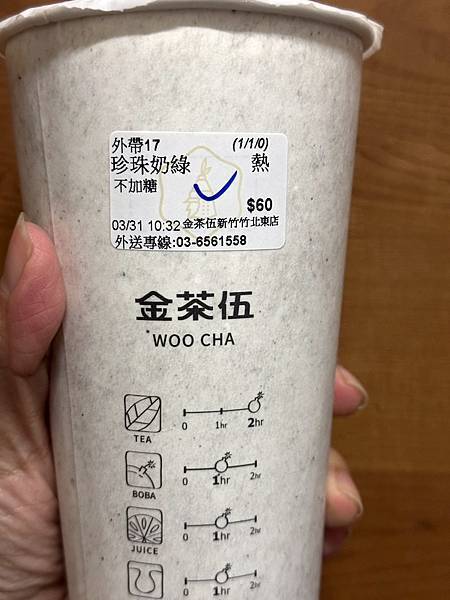 外帶17 (1/1/0)
珍珠奶綠 熱
不加糖
$60
03/31 10:32 金茶伍新竹竹北東店
外送專線:03-6561558
金茶伍
WOO CHA
TEA 0 1hr 2hr
BOBA 0 1hr 2hr
JUICE 0 1hr 2hr
0 1hr 2hr